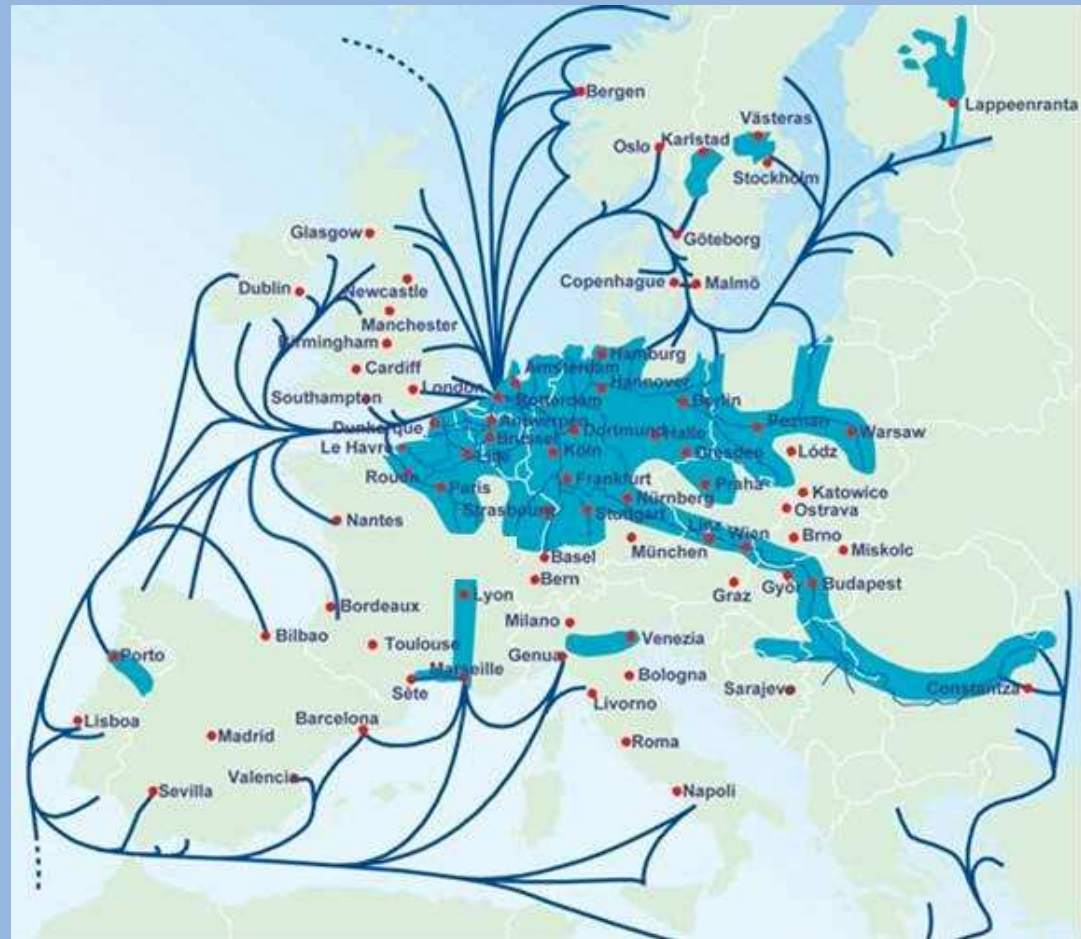 Bergen
Lappeenranta
Västeras
Oslo
Karlstad
Stockholm
Glasgow
Göteborg
Dublin
Newcastle
Copenhague
Malmö
Manchester
Birmingham
Hamburg
Cardiff
Amsterdam
London
Hannover
Southampton
Rotterdam
Berlin
Dunkerque
Antwerpen
Poznan
Brussel
Dortmund
Halle
Warsaw
Le Havre
Lille
Köln
Dresden
Lódz
Rouen
Paris
Frankfurt
Praha
Katowice
Nürnberg
Strasbourg
Stuttgart
Ostrava
Nantes
Linz
Wien
Brno
München
Miskolc
Basel
Bern
Graz
Györ
Budapest
Lyon
Bordeaux
Milano
Bilbao
Toulouse
Venezia
Porto
Genua
Marseille
Bologna
Sète
Sarajevo
Constantza
Livorno
Lisboa
Barcelona
Madrid
Roma
Valencia
Sevilla
Napoli